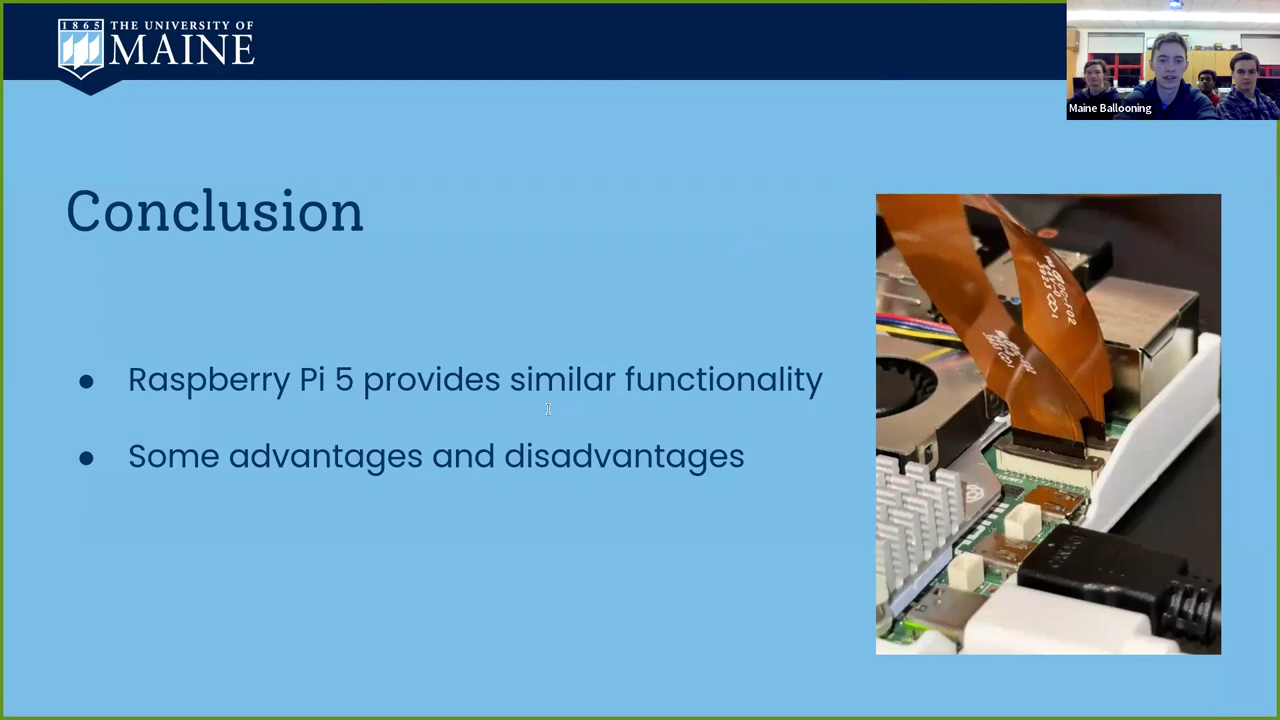 1865
THE UNIVERSITY OF
MAINE
Maine Ballooning
Conclusion
● Raspberry Pi 5 provides similar functionality
● Some advantages and disadvantages